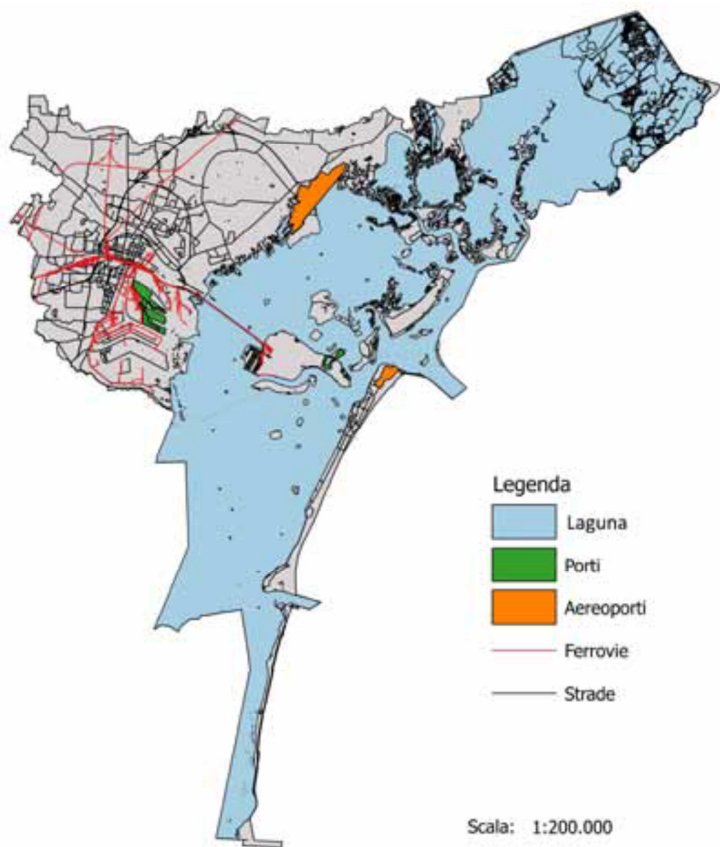 Legenda
Laguna
Porti
Aereoporti
Ferrovie
Strade
Scala: 1:200.000